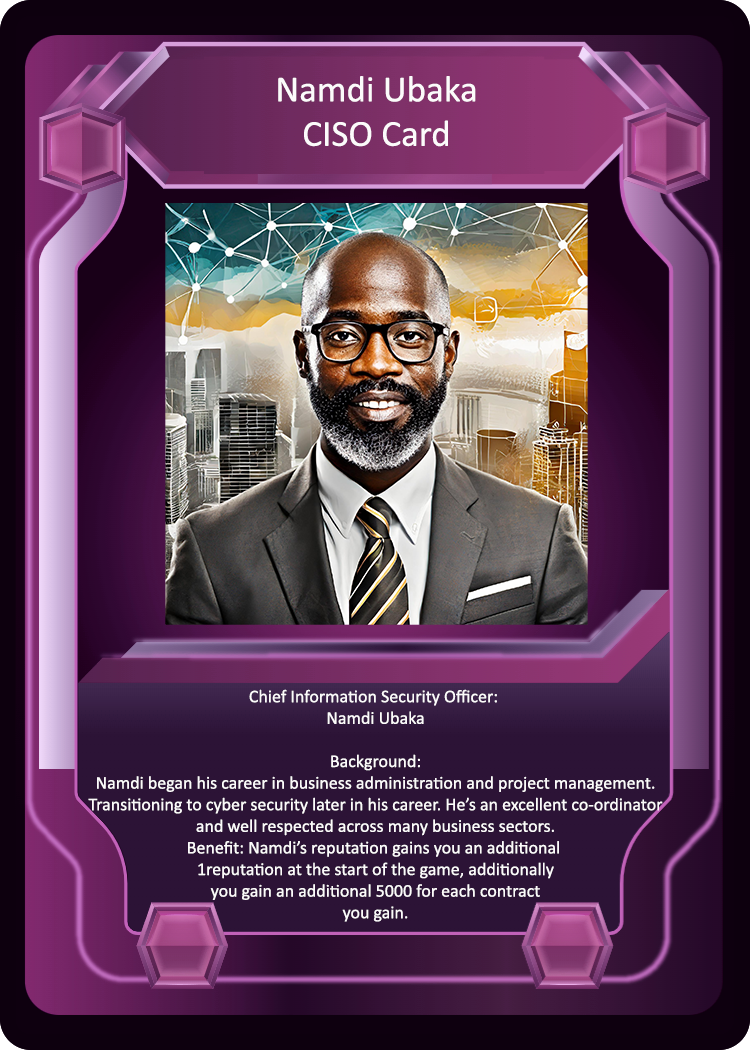 Namdi Ubaka
CISO Card
Chief Information Security Officer:
Namdi Ubaka
Background:
Namdi began his career in business administration and project management.
Transitioning to cyber security later in his career. He’s an excellent co-ordinator
and well respected across many business sectors.
Benefit: Namdi’s reputation gains you an additional
1reputation at the start of the game, additionally
you gain an additional 5000 for each contract
you gain.